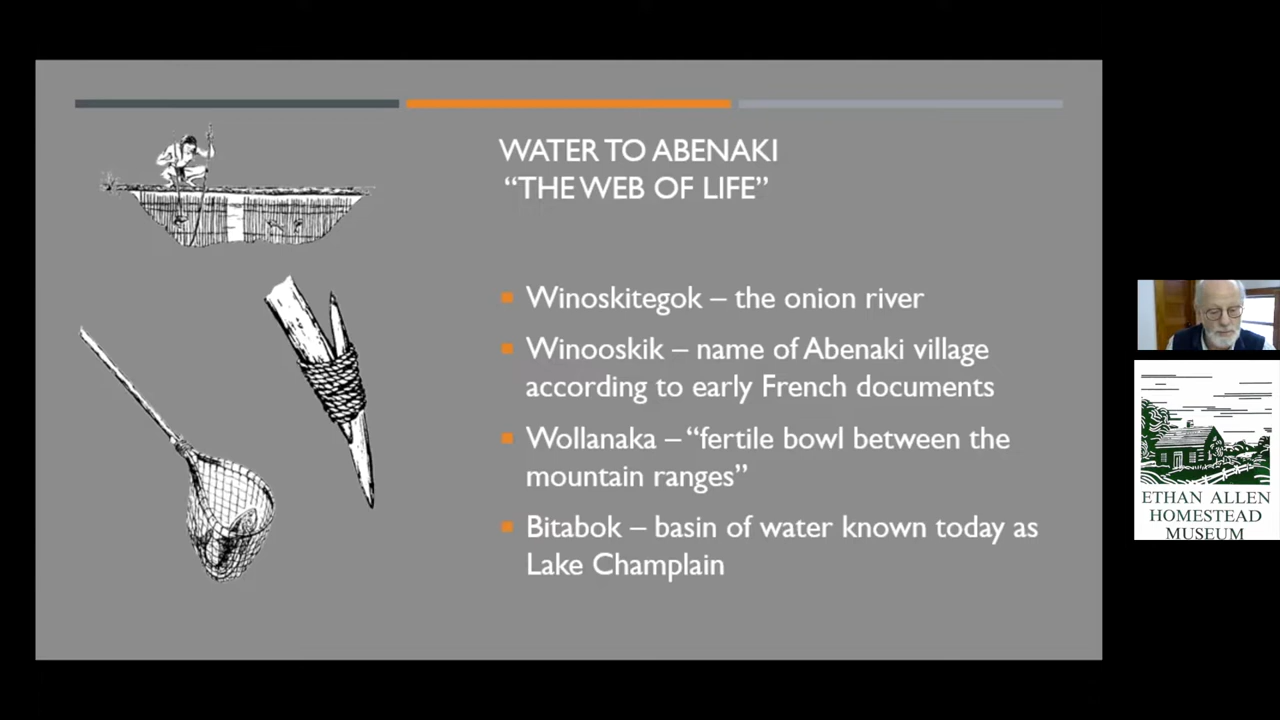 WATER TO ABENAKI
“THE WEB OF LIFE”
Winoskitegok – the onion river
Winooskik – name of Abenaki village
according to early French documents
Wollanaka – “fertile bowl between the
mountain ranges”
Bitabok – basin of water known today as
Lake Champlain
ETHAN ALLEN
HOMESTEAD
MUSEUM